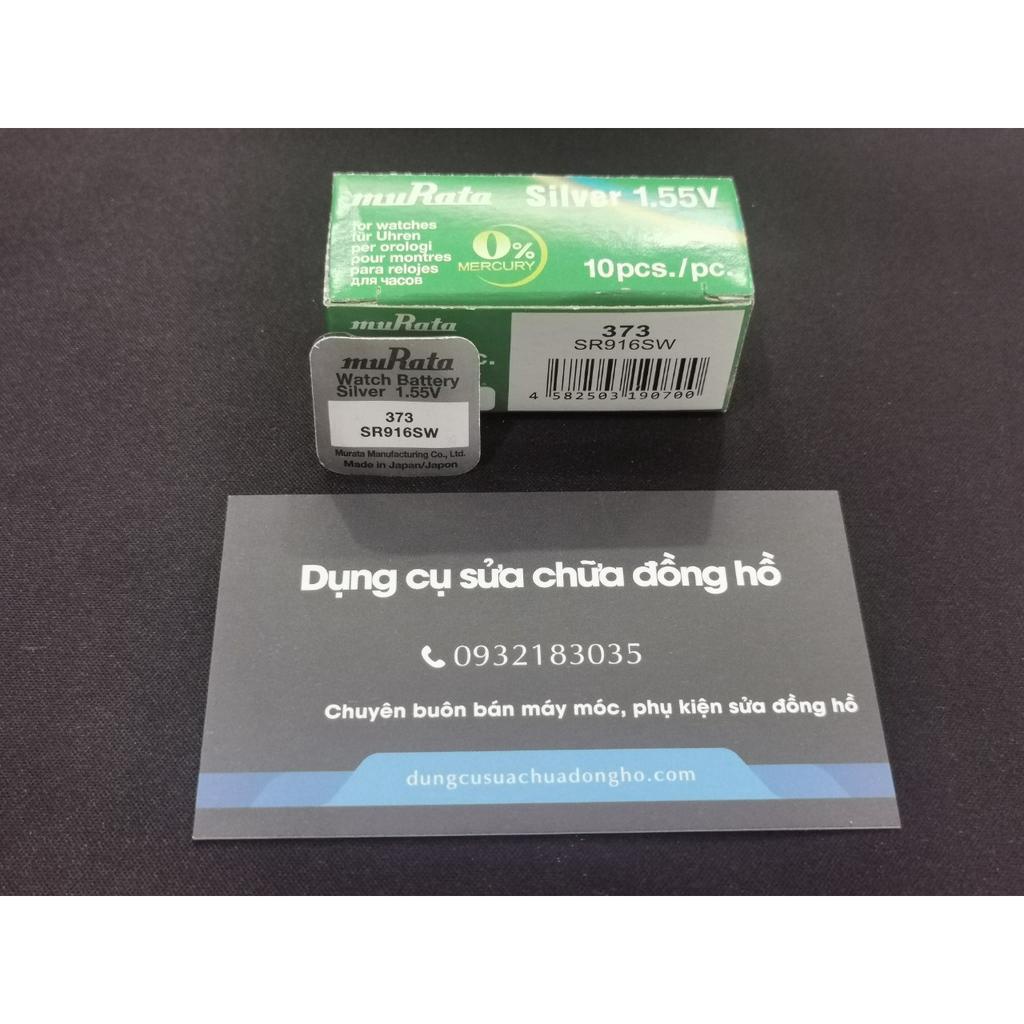 muRata Silver 1.55V
for watches
für Uhren
per orologi
pour montres
para relojes
для часов
0%
MERCURY
10pcs./pc.
muRata
373
SR916SW
4 582503 190700
muRata
Watch Battery
Silver 1.55V
373
SR916SW
Murata Manufacturing Co., Ltd.
Made in Japan/Japon
Dụng cụ sửa chữa đồng hồ
0932183035
Chuyên buôn bán máy móc, phụ kiện sửa đồng hồ
dungcusuachuadongho.com